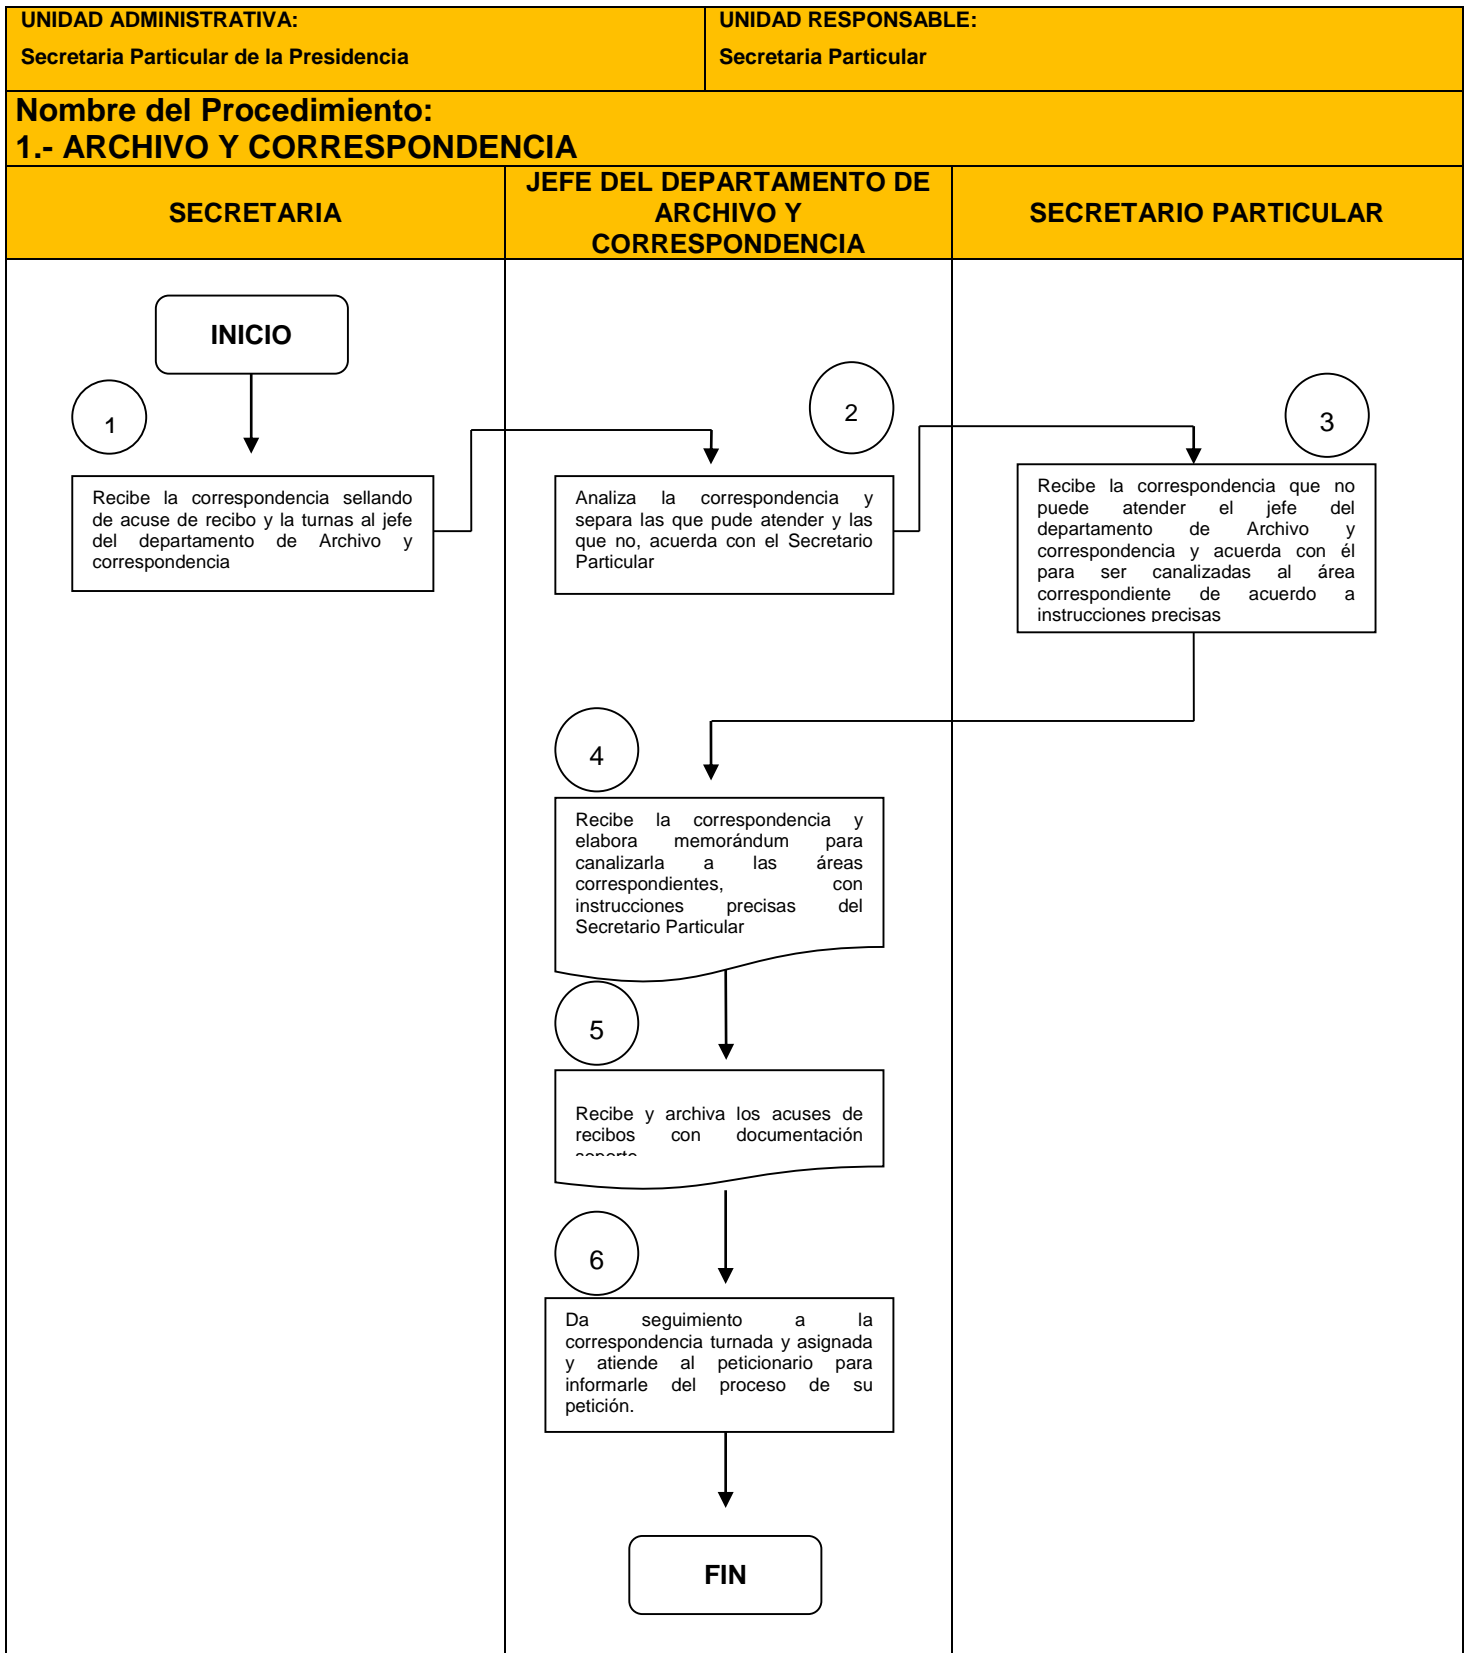 UNIDAD ADMINISTRATIVA:
Secretaria Particular de la Presidencia
UNIDAD RESPONSABLE:
Secretaria Particular
Nombre del Procedimiento:
1.- ARCHIVO Y CORRESPONDENCIA
SECRETARIA
JEFE DEL DEPARTAMENTO DE
ARCHIVO Y
CORRESPONDENCIA
SECRETARIO PARTICULAR
INICIO
1
Recibe la correspondencia sellando
de acuse de recibo y la turnas al jefe
del departamento de Archivo y
correspondencia
2
Analiza la correspondencia y
separa las que pude atender y las
que no, acuerda con el Secretario
Particular
3
Recibe la correspondencia que no
puede atender el jefe del
departamento de Archivo y
correspondencia y acuerda con él
para ser canalizadas al área
correspondiente de acuerdo a
instrucciones precisas
4
Recibe la correspondencia y
elabora memorándum para
canalizarla a las áreas
correspondientes, con
instrucciones precisas del
Secretario Particular
5
Recibe y archiva los acuses de
recibos con documentación
6
Da seguimiento a la
correspondencia turnada y asignada
y atiende al peticionario para
informarle del proceso de su
petición.
FIN